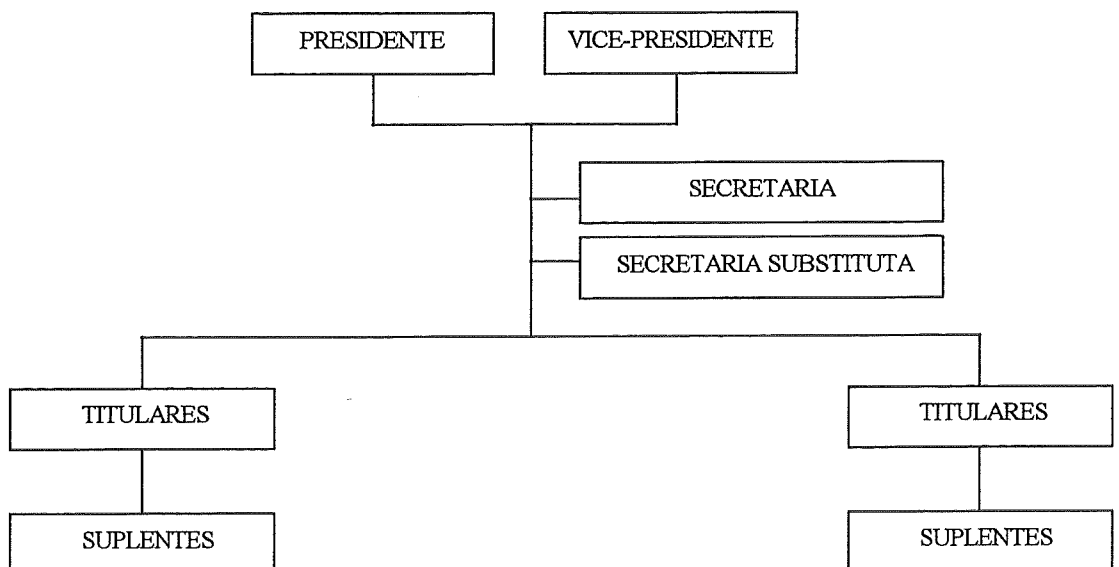 PRESIDENTE
VICE-PRESIDENTE
SECRETARIA
SECRETARIA SUBSTITUTA
TITULARES
TITULARES
SUPLENTES
SUPLENTES